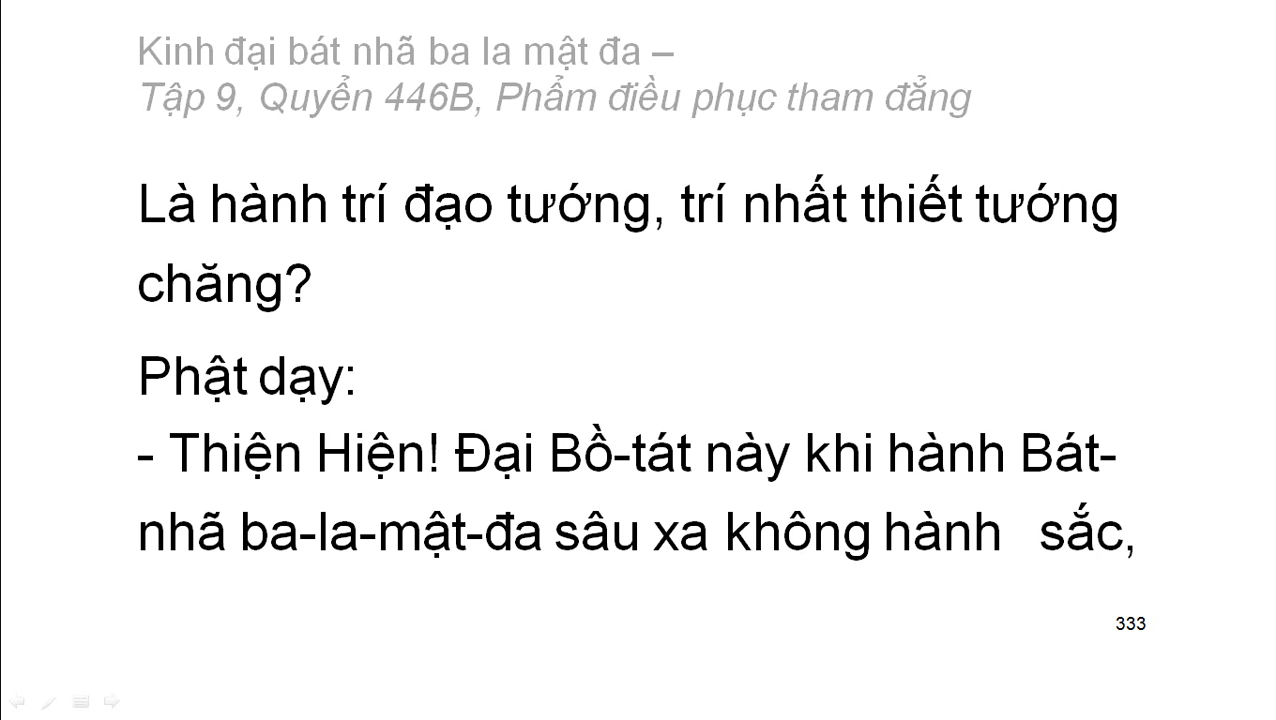 Kinh đại bát nhã ba la mật đa –
Tập 9, Quyển 446B, Phẩm điều phục tham đẳng
Là hành trí đạo tướng, trí nhất thiết tướng
chăng?
Phật dạy:
- Thiện Hiện! Đại Bồ-tát này khi hành Bát-
nhã ba-la-mật-đa sâu xa không hành sắc,
333